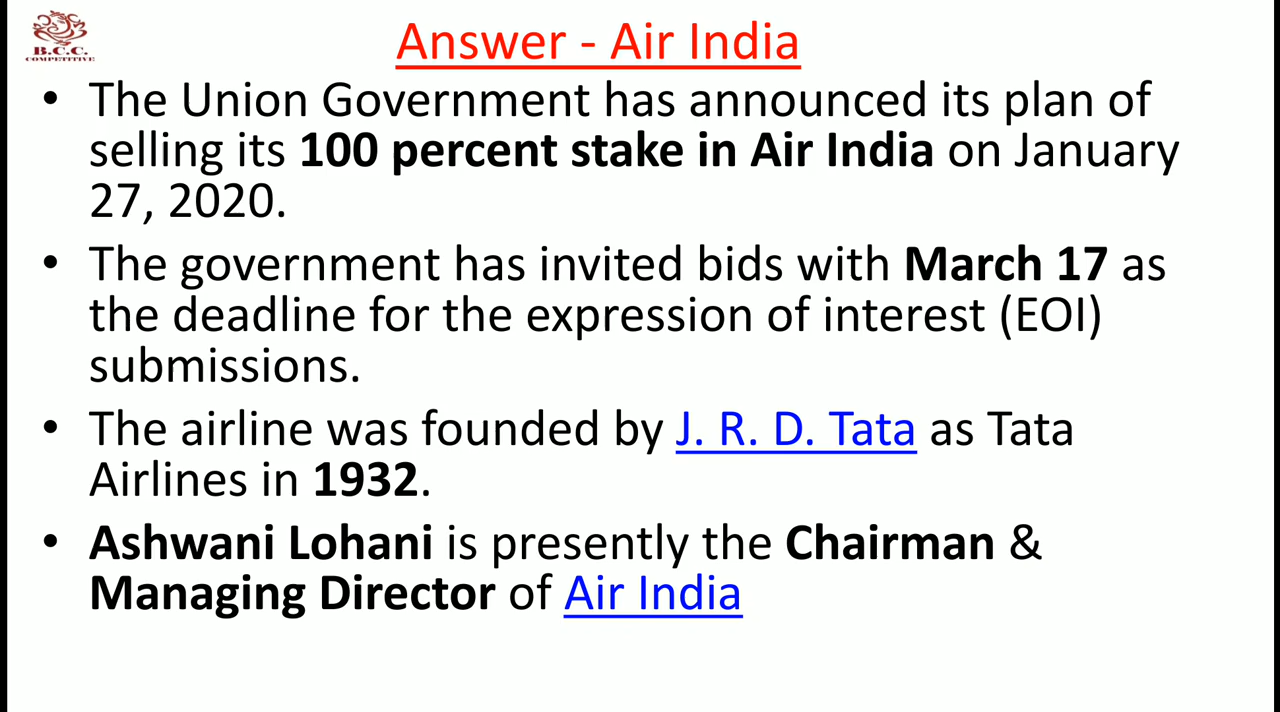 B.C.C.
COMPETITIVE
Answer - Air India
• The Union Government has announced its plan of
selling its 100 percent stake in Air India on January
27, 2020.
• The government has invited bids with March 17 as
the deadline for the expression of interest (EOI)
submissions.
• The airline was founded by J. R. D. Tata as Tata
Airlines in 1932.
• Ashwani Lohani is presently the Chairman &
Managing Director of Air India